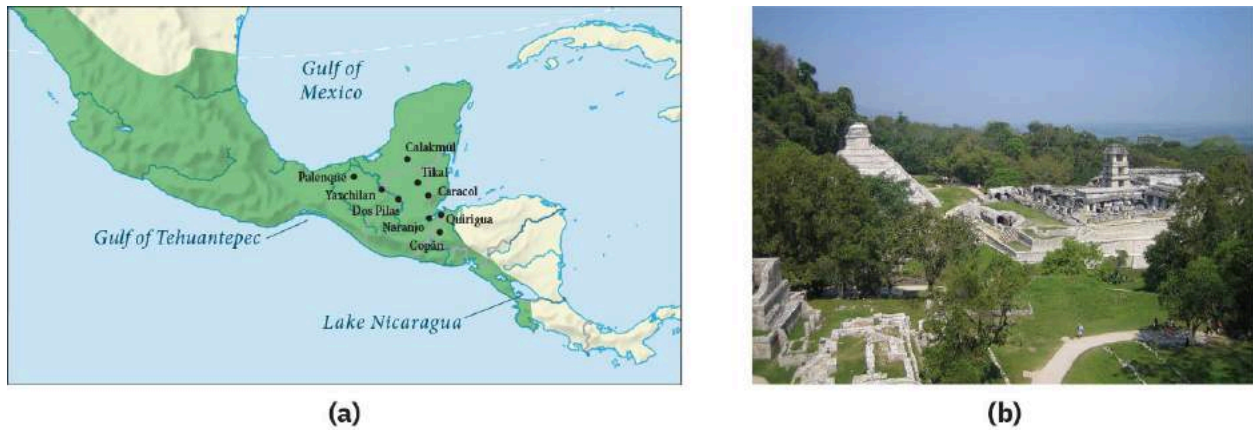 Gulf of
Mexico
Calakmul
Tikal
Palenque
Yaxchilan
Caracol
Dos Pilas
Quirigua
Naranjo
Copán
Gulf of Tehuantepec
Lake Nicaragua
(a)
(b)